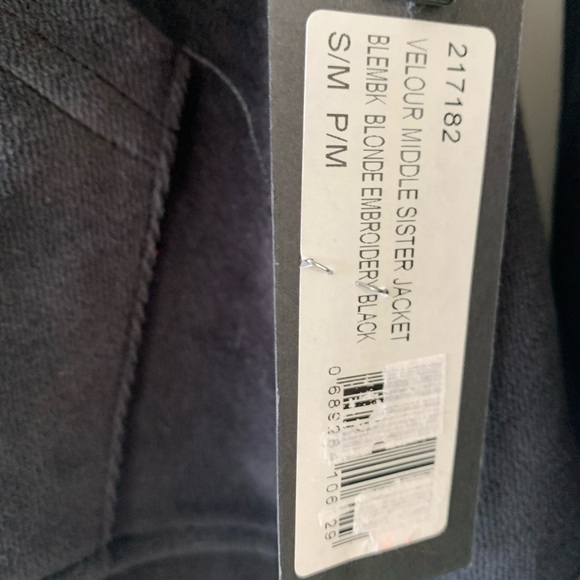 217182
VELOUR MIDDLE SISTER JACKET
BLEMBK BLONDE EMBROIDERY BLACK
S/M P/M